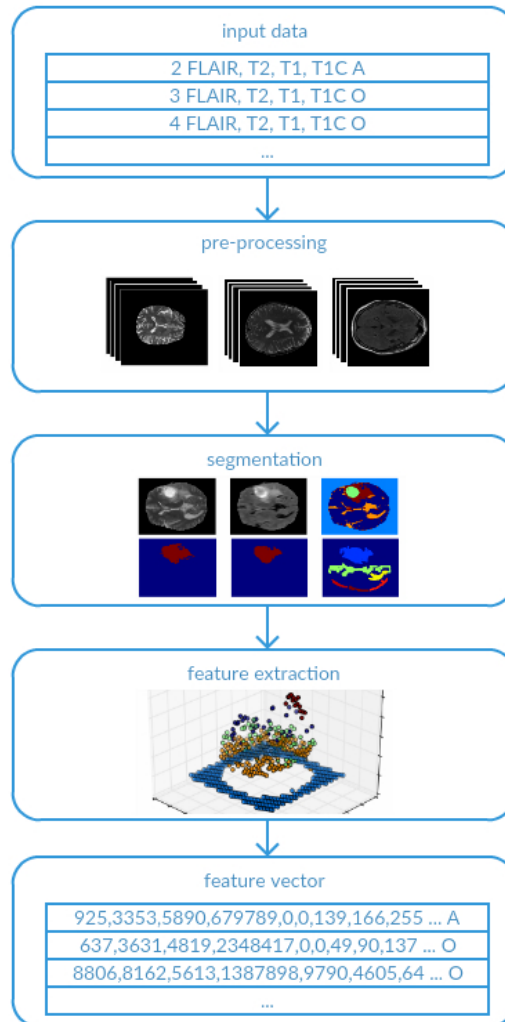 input data
2 FLAIR, T2, T1, T1C A
3 FLAIR, T2, T1, T1C O
4 FLAIR, T2, T1, T1C O
...
pre-processing
segmentation
feature extraction
feature vector
925,3353,5890,679789,0,0,139,166,255 ... A
637,3631,4819,2348417,0,0,49,90,137 ... O
8806,8162,5613,1387898,9790,4605,64 ... O
...